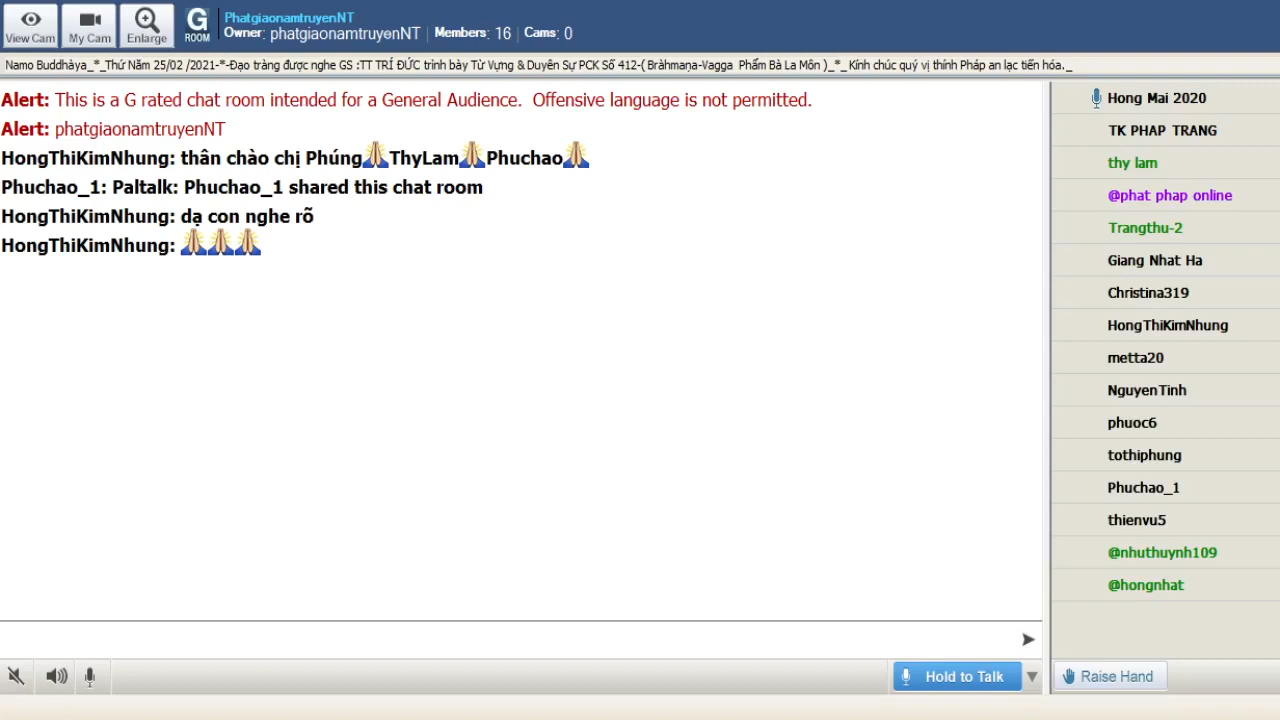 PhatgiaonamtruyenNT
Owner: phatgiaonamtruyenNT | Members: 16 | Cams: 0
View Cam
My Cam
Enlarge
G
ROOM
Namo Buddhàya_*_Thứ Năm 25/02 /2021-*-Đạo tràng được nghe GS :TT TRÍ ĐỨC trình bày Từ Vựng & Duyên Sự PCK Số 412-( Bràhmaṇa-Vagga Phẩm Bà La Môn )_*_ Kính chúc quý vị thính Pháp an lạc tiến hóa._
Alert: This is a G rated chat room intended for a General Audience. Offensive language is not permitted.
Alert: phatgiaonamtruyenNT
HongThiKimNhung: thân chào chị Phúng🙏ThyLam🙏Phuchao🙏
Phuchao_1: Paltalk: Phuchao_1 shared this chat room
HongThiKimNhung: dạ con nghe rõ
HongThiKimNhung: 🙏🙏🙏
Hong Mai 2020
TK PHAP TRANG
thy lam
@phat phap online
Trangthu-2
Giang Nhat Ha
Christina319
HongThiKimNhung
metta20
NguyenTinh
phuoc6
tothiphung
Phuchao_1
thienvu5
@nhuthuynh109
@hongnhat
Hold to Talk
Raise Hand